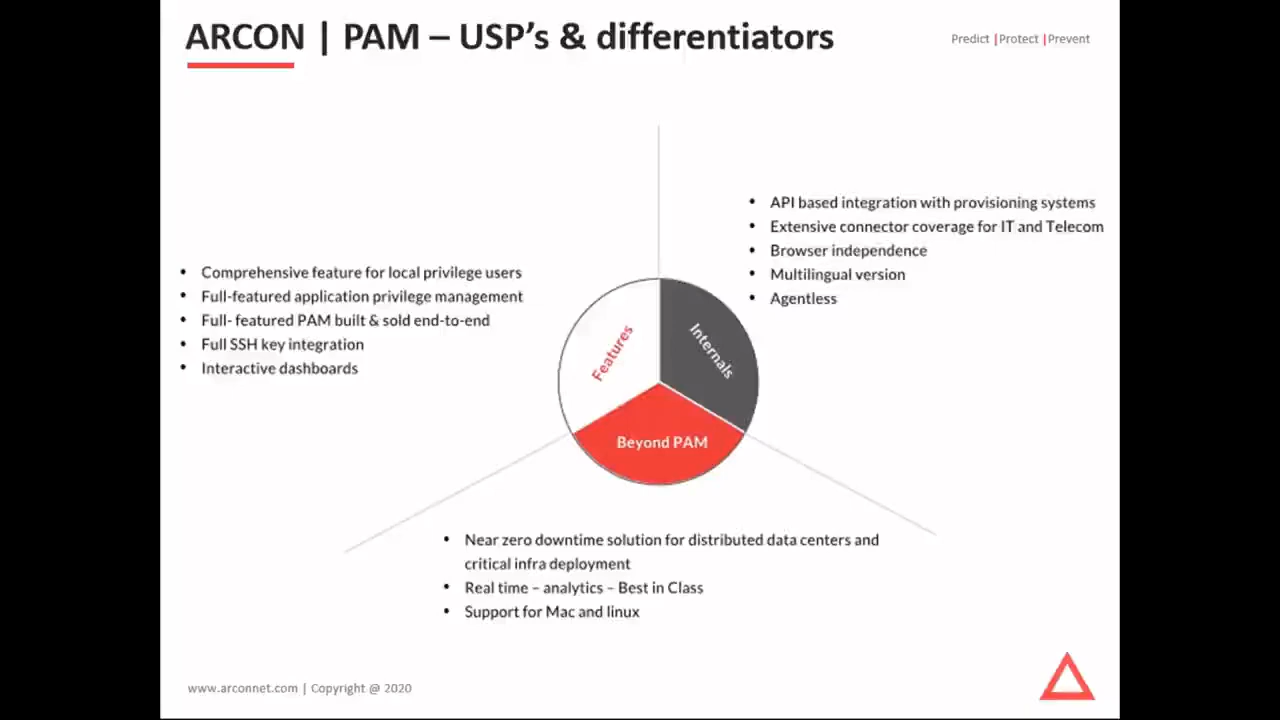 ARCON | PAM – USP's & differentiators
Predict |Protect |Prevent
• API based integration with provisioning systems
• Extensive connector coverage for IT and Telecom
• Browser independence
• Multilingual version
• Agentless
• Comprehensive feature for local privilege users
• Full-featured application privilege management
• Full- featured PAM built & sold end-to-end
• Full SSH key integration
• Interactive dashboards
Features
Internals
Beyond PAM
• Near zero downtime solution for distributed data centers and
critical infra deployment
• Real time – analytics – Best in Class
• Support for Mac and linux
www.arconnet.com | Copyright @ 2020